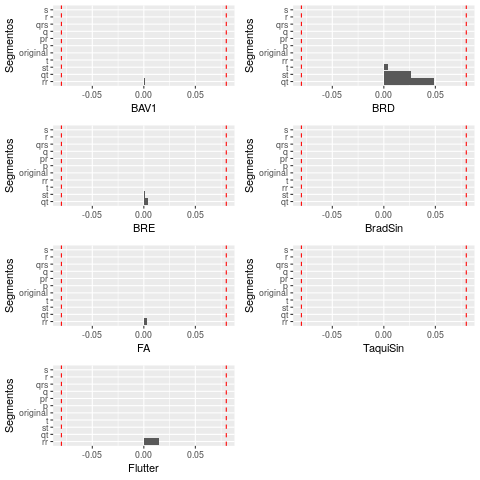 Segmentos
s
r
qrs
q
pr
p
original
t
st
qt
rr
-0.05 0.00 0.05
BAV1
Segmentos
s
r
qrs
q
pr
p
original
t
st
qt
rr
-0.05 0.00 0.05
BRD
Segmentos
s
r
qrs
q
pr
p
original
rr
t
st
qt
-0.05 0.00 0.05
BRE
Segmentos
s
r
qrs
q
pr
p
original
rr
t
st
qt
-0.05 0.00 0.05
BradSin
Segmentos
s
r
qrs
q
pr
p
original
t
st
qt
rr
-0.05 0.00 0.05
FA
Segmentos
s
r
qrs
q
pr
p
original
t
st
qt
rr
-0.05 0.00 0.05
TaquiSin
Segmentos
s
r
qrs
q
pr
p
original
t
st
qt
rr
-0.05 0.00 0.05
Flutter